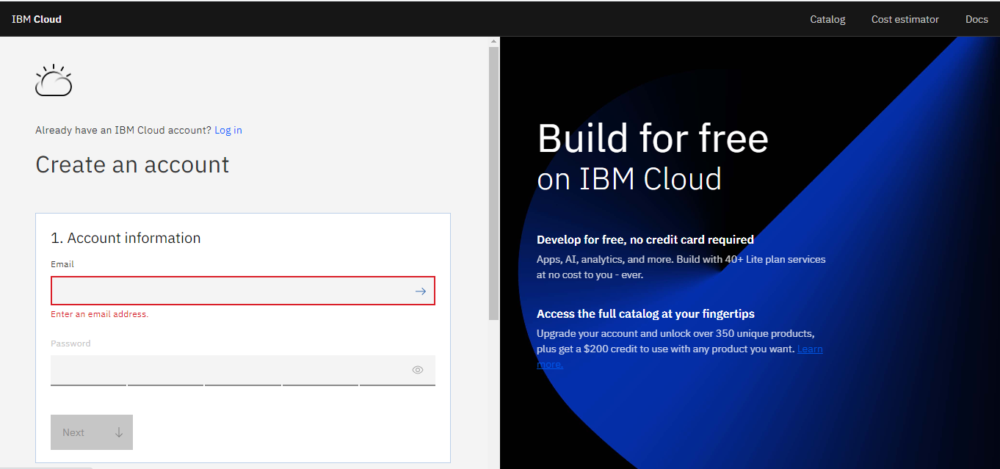 IBM Cloud
Catalog
Cost estimator
Docs
Already have an IBM Cloud account? Log in
Create an account
1. Account information
Email
Enter an email address.
Password
Next
Build for free
on IBM Cloud
Develop for free, no credit card required
Apps, AI, analytics, and more. Build with 40+ Lite plan services
at no cost to you - ever.
Access the full catalog at your fingertips
Upgrade your account and unlock over 350 unique products,
plus get a $200 credit to use with any product you want. Learn
more.